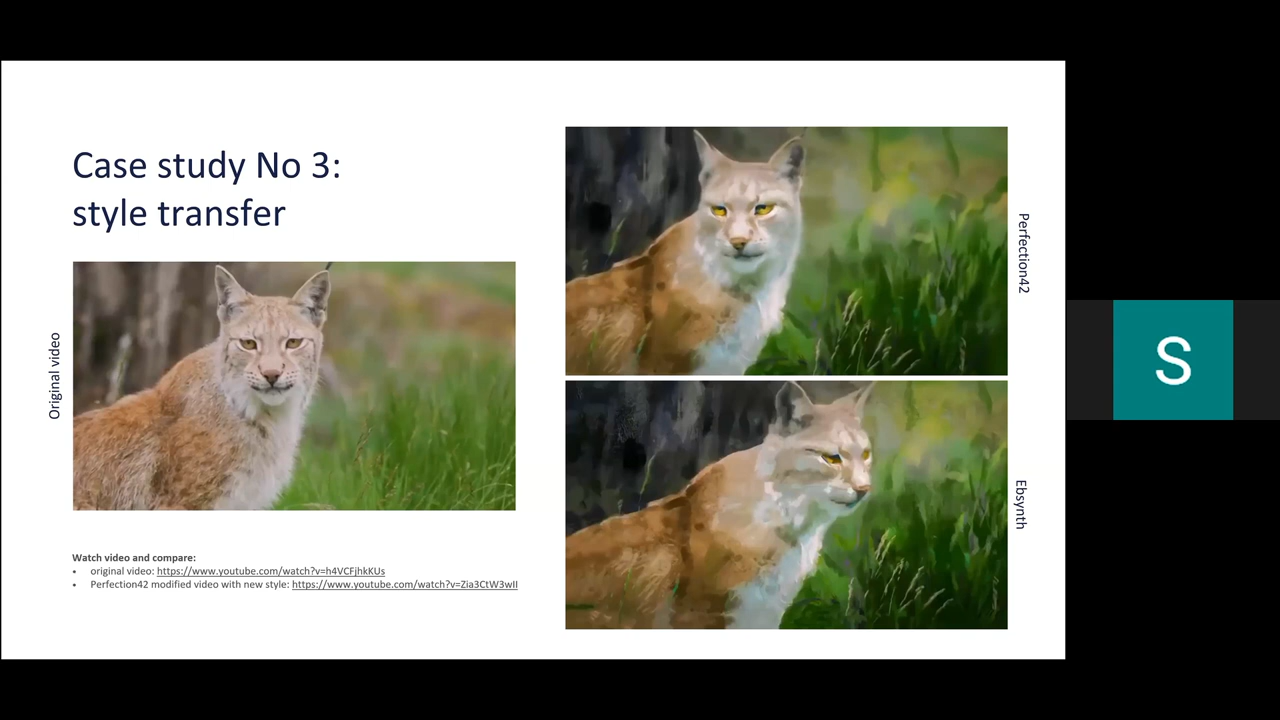 Case study No 3:
style transfer
Original video
Watch video and compare:
• original video: https://www.youtube.com/watch?v=h4VCFjhkKUs
• Perfection42 modified video with new style: https://www.youtube.com/watch?v=Zia3CtW3wII
Perfection42
Ebsynth
S